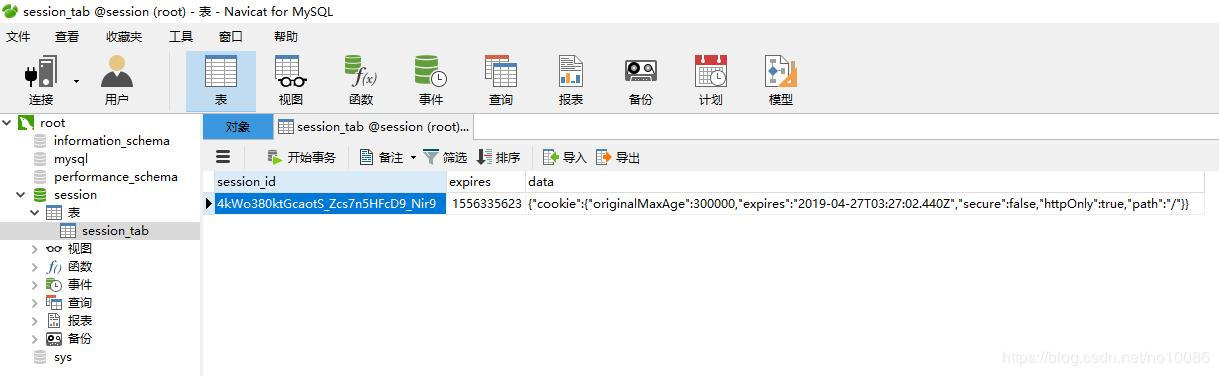 session_tab @session (root) - 表 - Navicat for MySQL
文件 查看 收藏夹 工具 窗口 帮助
连接 用户 表 视图 函数 事件 查询 报表 备份 计划 模型
root
information_schema
mysql
performance_schema
session
表
session_tab
视图
函数
事件
查询
报表
备份
sys
对象 session_tab @session (root)...
开始事务 备注 筛选 排序 导入 导出
session_id expires data
4kWo380ktGcaotS_Zcs7n5HFcD9_Nir9 1556335623 {"cookie":{"originalMaxAge":300000,"expires":"2019-04-27T03:27:02.440Z","secure":false,"httpOnly":true,"path":"/"}}
https://blog.csdn.net/no10086